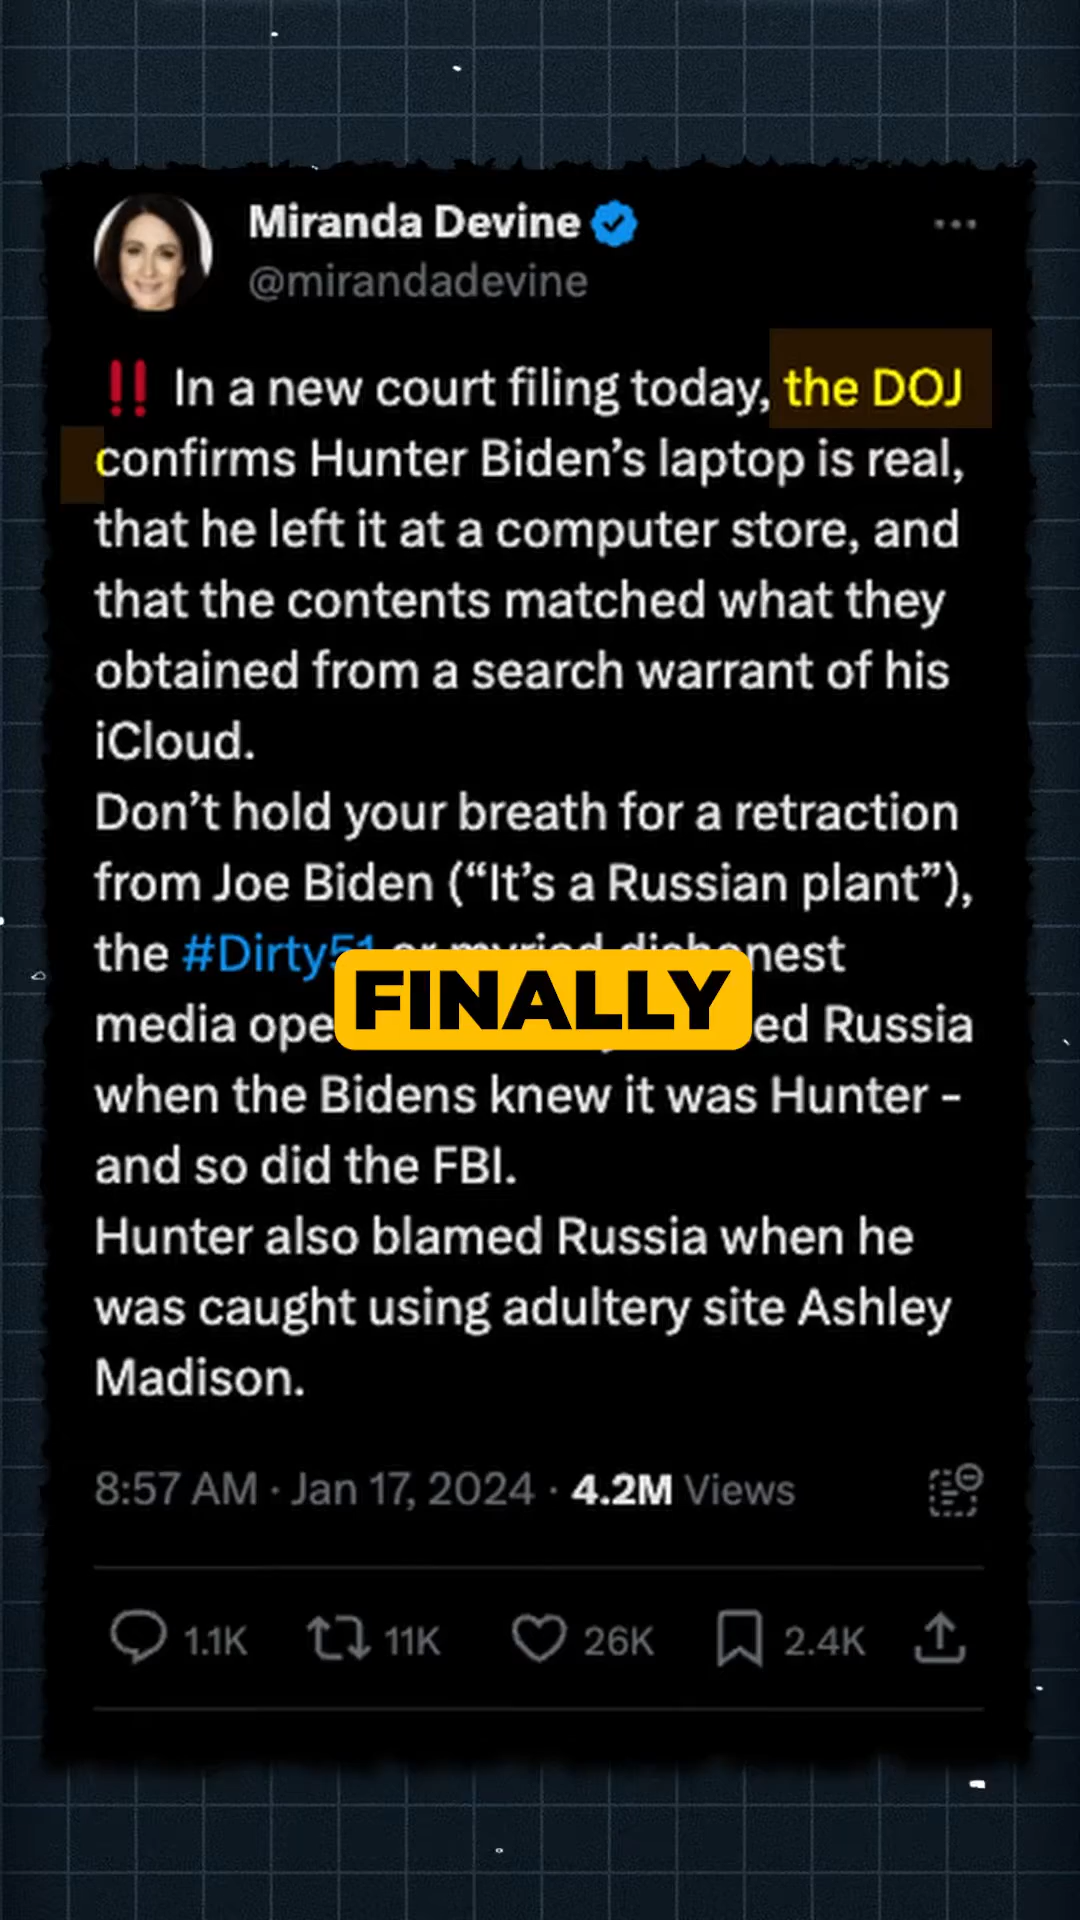 Miranda Devine
@mirandadevine
‼ In a new court filing today, the DOJ
confirms Hunter Biden’s laptop is real,
that he left it at a computer store, and
that the contents matched what they
obtained from a search warrant of his
iCloud.
Don’t hold your breath for a retraction
from Joe Biden (“It’s a Russian plant”),
the #Dirty51 or myriad dishonest
FINALLY
media ope ed Russia
when the Bidens knew it was Hunter –
and so did the FBI.
Hunter also blamed Russia when he
was caught using adultery site Ashley
Madison.
8:57 AM · Jan 17, 2024 · 4.2M Views
1.1K 11K 26K 2.4K